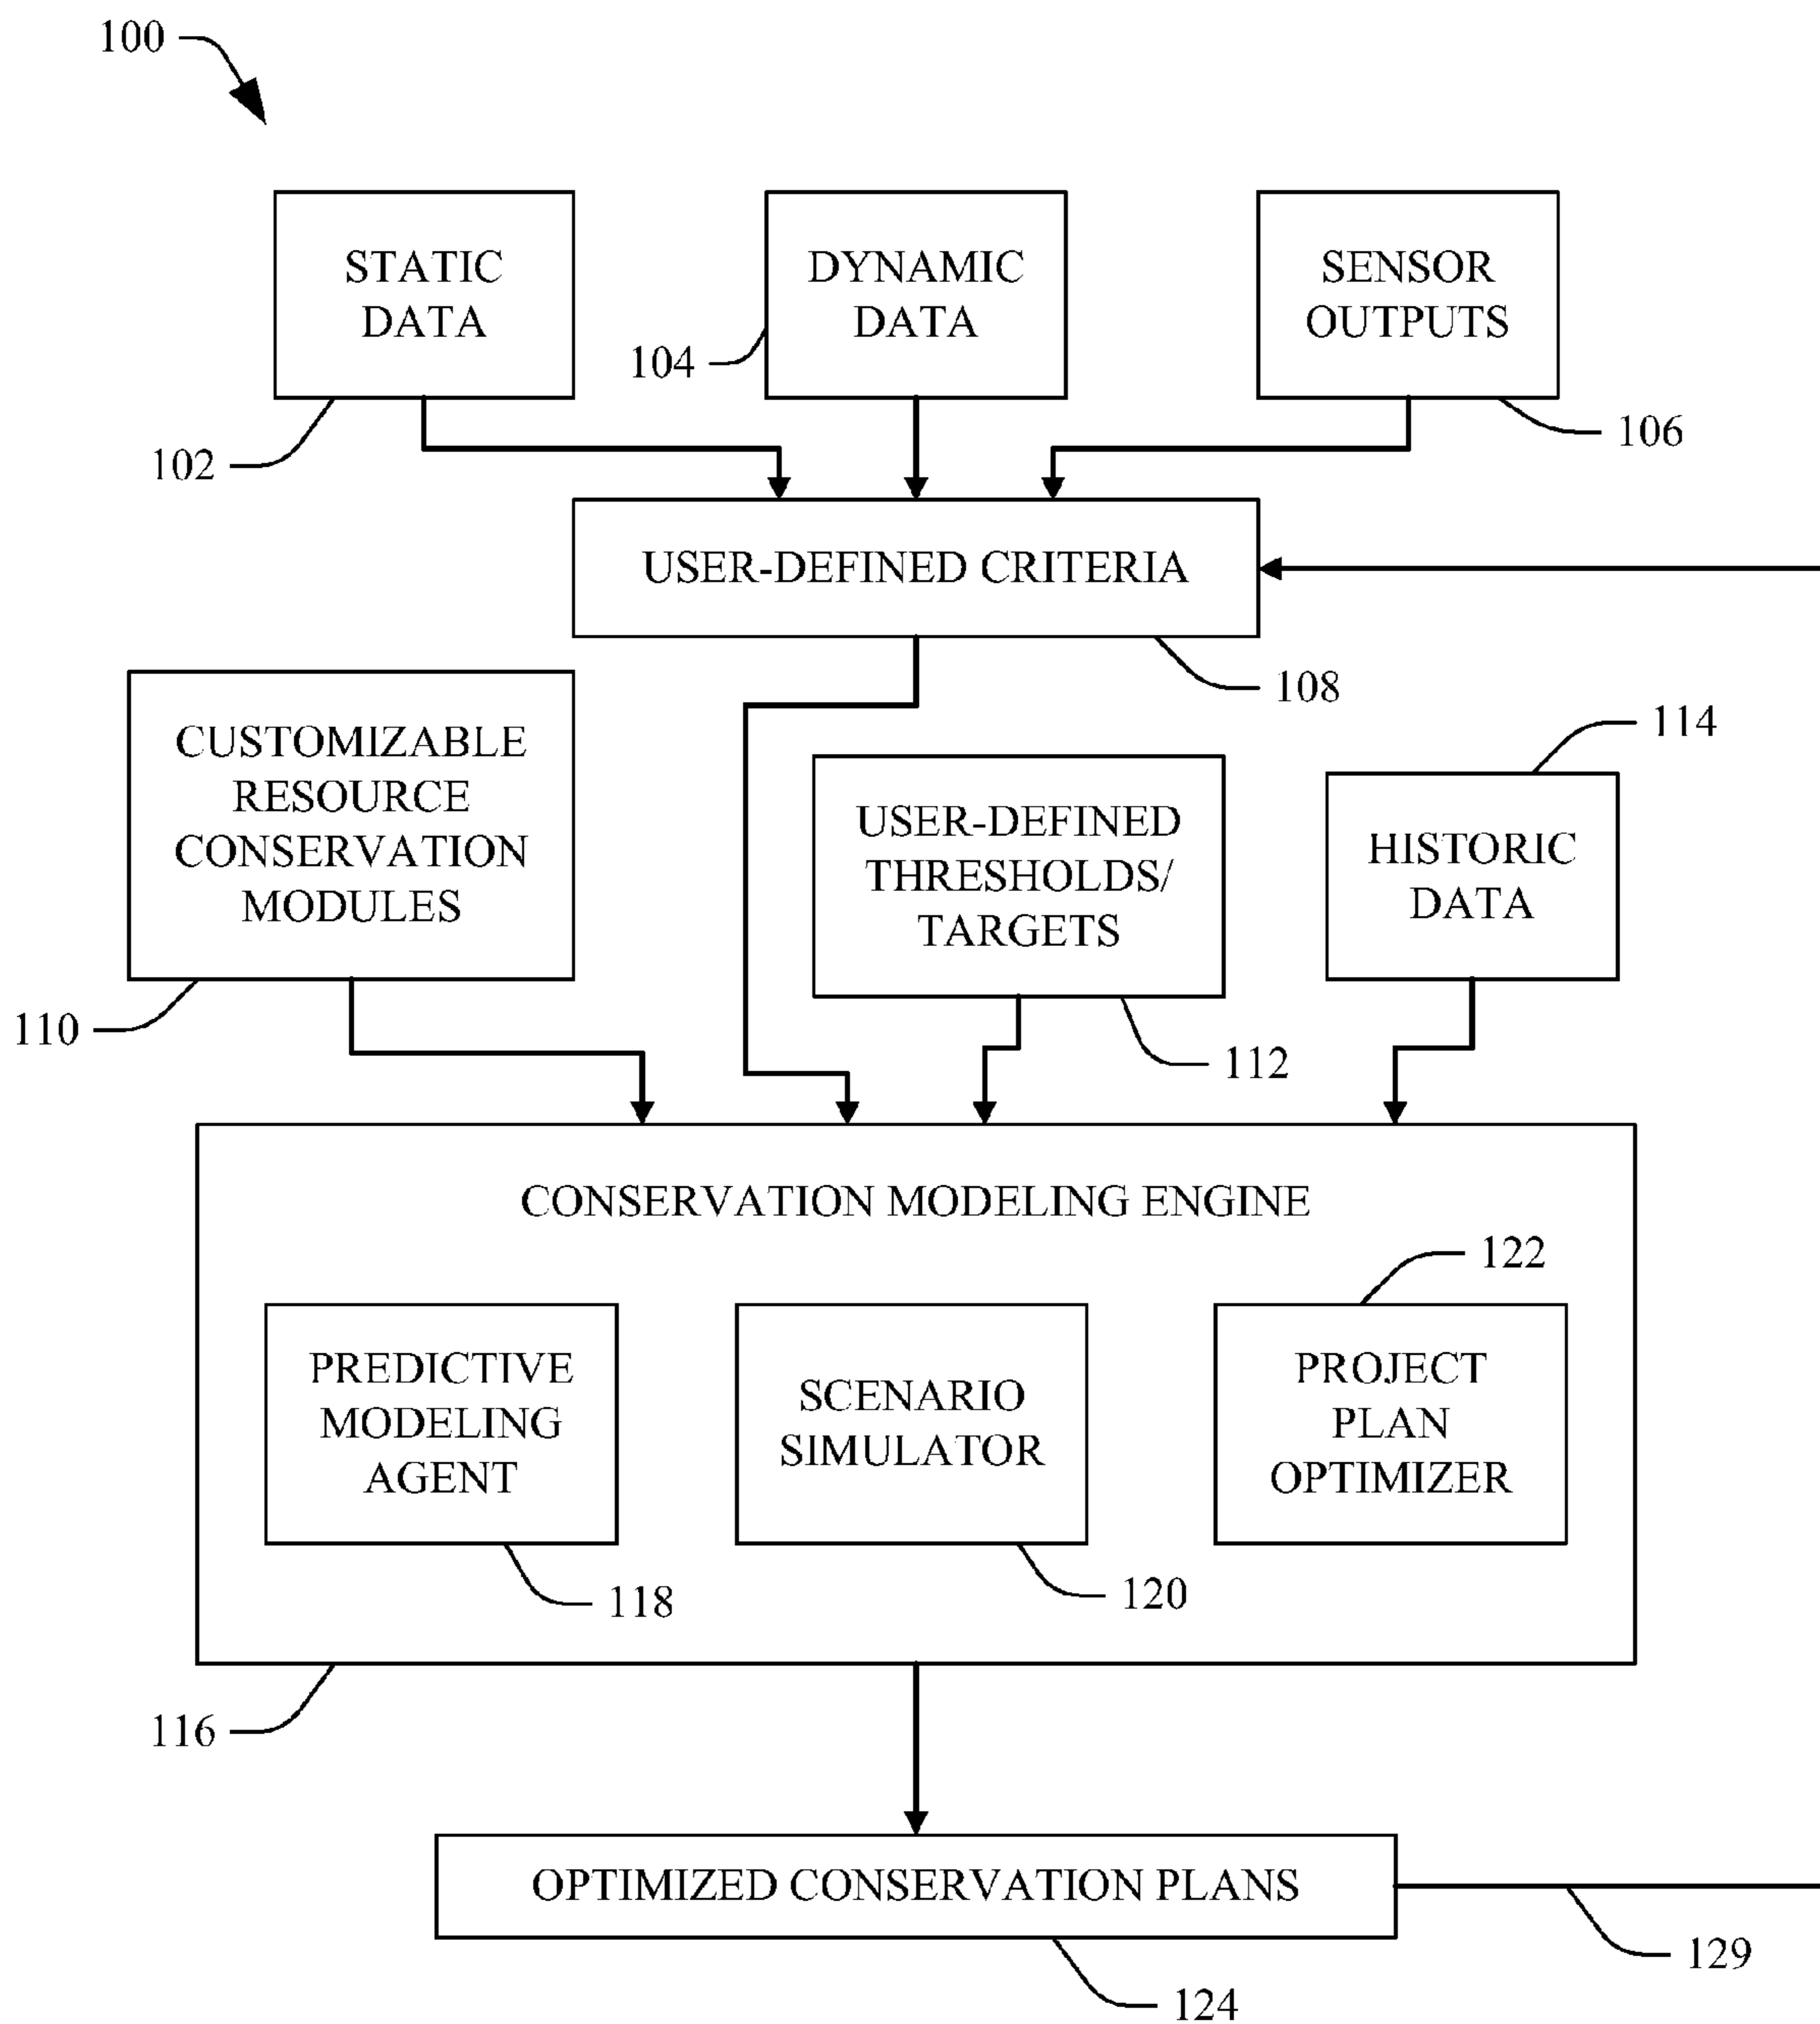 100
STATIC
DATA
DYNAMIC
DATA
SENSOR
OUTPUTS
102
104
106
USER-DEFINED CRITERIA
108
CUSTOMIZABLE
RESOURCE
CONSERVATION
MODULES
110
USER-DEFINED
THRESHOLDS/
TARGETS
112
114
HISTORIC
DATA
CONSERVATION MODELING ENGINE
PREDICTIVE
MODELING
AGENT
118
SCENARIO
SIMULATOR
120
122
PROJECT
PLAN
OPTIMIZER
116
OPTIMIZED CONSERVATION PLANS
129
124